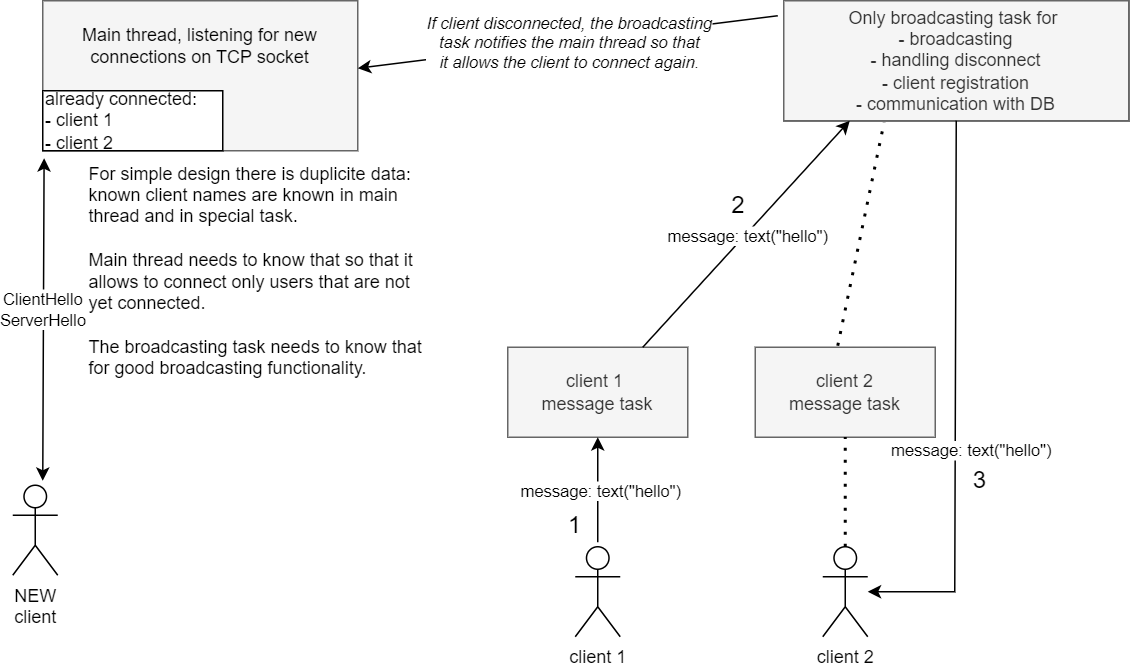 Main thread, listening for new
connections on TCP socket
already connected:
- client 1
- client 2
If client disconnected, the broadcasting
task notifies the main thread so that
it allows the client to connect again.
Only broadcasting task for
- broadcasting
- handling disconnect
- client registration
- communication with DB
For simple design there is duplicite data:
known client names are known in main
thread and in special task.
Main thread needs to know that so that it
allows to connect only users that are not
yet connected.
The broadcasting task needs to know that
for good broadcasting functionality.
ClientHello
ServerHello
NEW
client
2
message: text("hello")
client 1
message task
client 2
message task
message: text("hello")
3
message: text("hello")
1
client 1
client 2